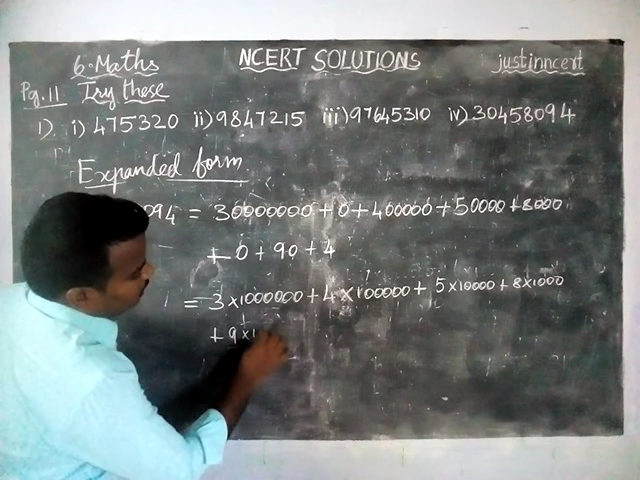 6. Maths NCERT SOLUTIONS justinncert
Pg. 11 Try these
1). i) 475320 ii) 9847215 iii) 97645310 iv) 30458094
Expanded form
094 = 30000000 + 0 + 400000 + 50000 + 8000
+ 0 + 90 + 4
= 3 × 1000000 + 4 × 100000 + 5 × 10000 + 8 × 1000
+ 9 × 1